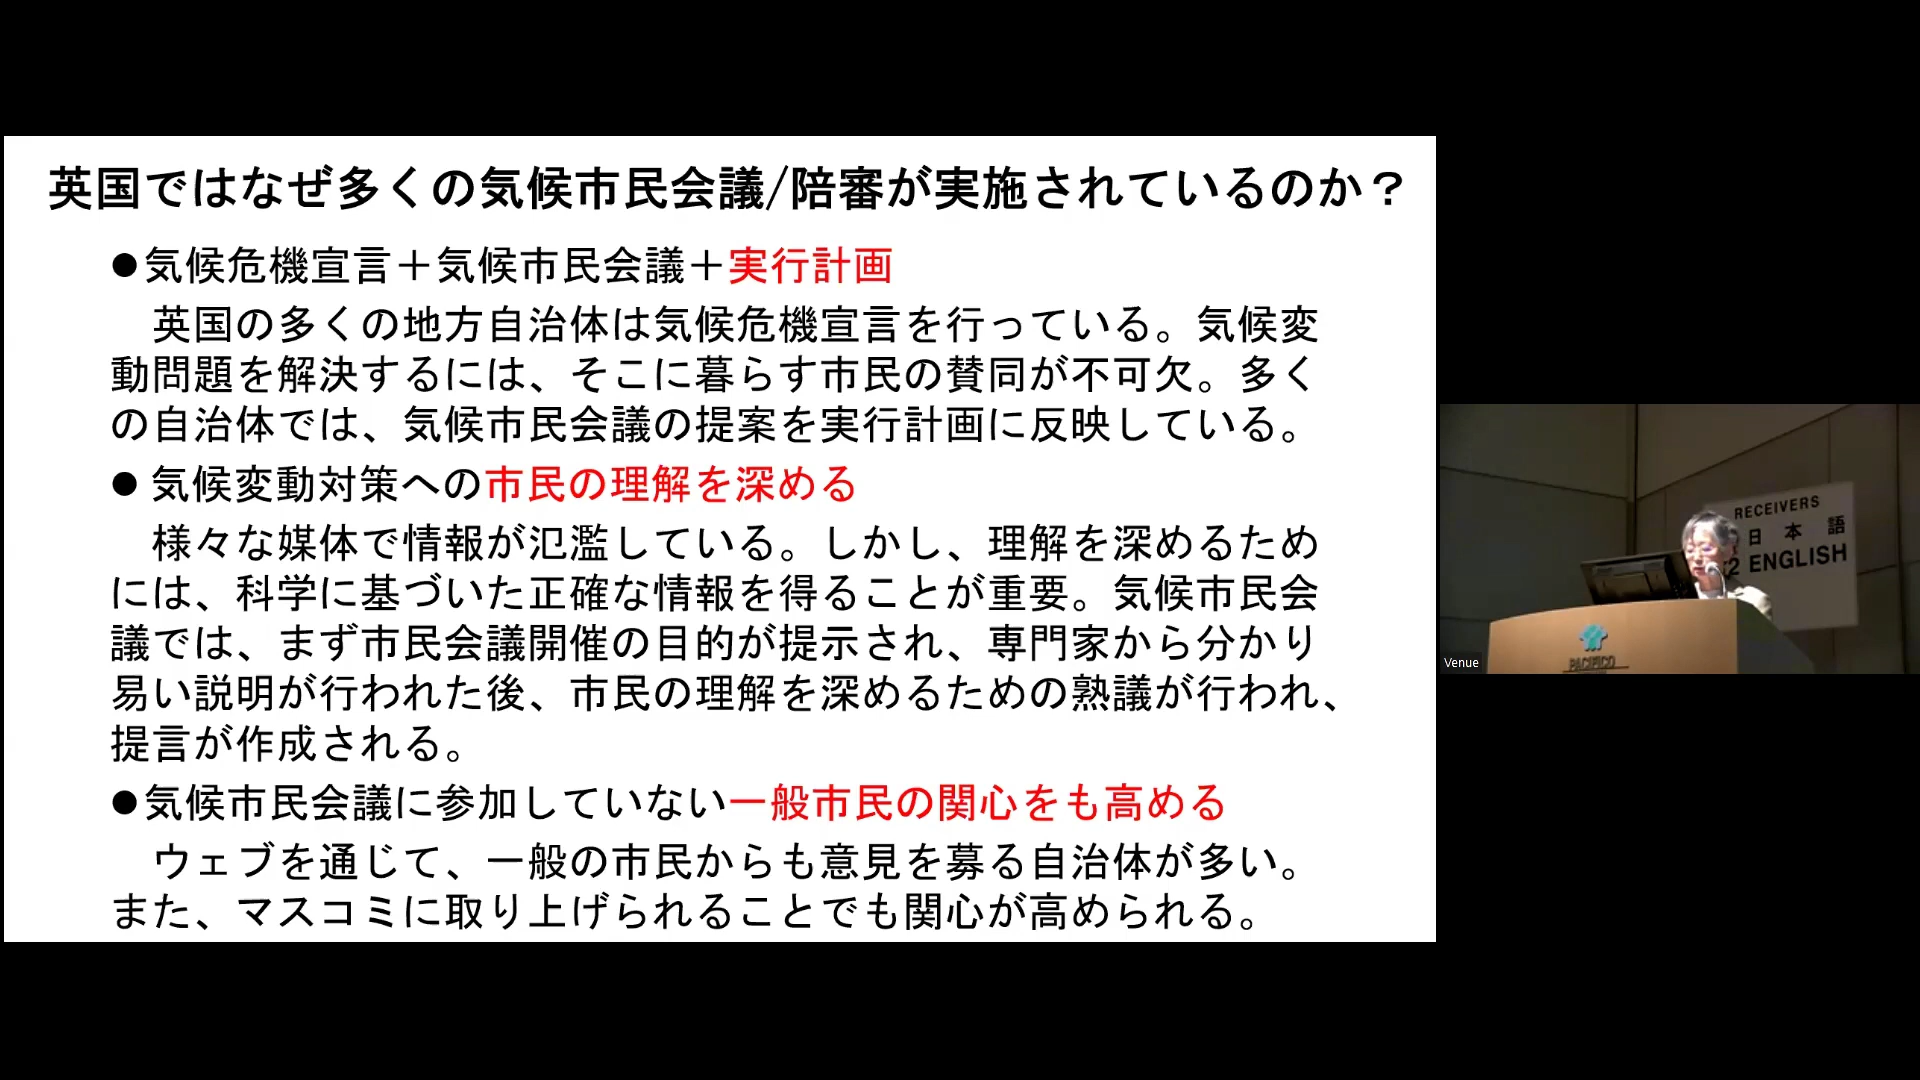 英国ではなぜ多くの気候市民会議/陪審が実施されているのか？
●気候危機宣言＋気候市民会議＋実行計画
英国の多くの地方自治体は気候危機宣言を行っている。気候変
動問題を解決するには、そこに暮らす市民の賛同が不可欠。多く
の自治体では、気候市民会議の提案を実行計画に反映している。
● 気候変動対策への市民の理解を深める
様々な媒体で情報が氾濫している。しかし、理解を深めるため
には、科学に基づいた正確な情報を得ることが重要。気候市民会
議では、まず市民会議開催の目的が提示され、専門家から分かり
易い説明が行われた後、市民の理解を深めるための熟議が行われ、
提言が作成される。
●気候市民会議に参加していない一般市民の関心をも高める
ウェブを通じて、一般の市民からも意見を募る自治体が多い。
また、マスコミに取り上げられることでも関心が高められる。
RECEIVERS
日本語
2 ENGLISH
PACIFICO
Venue